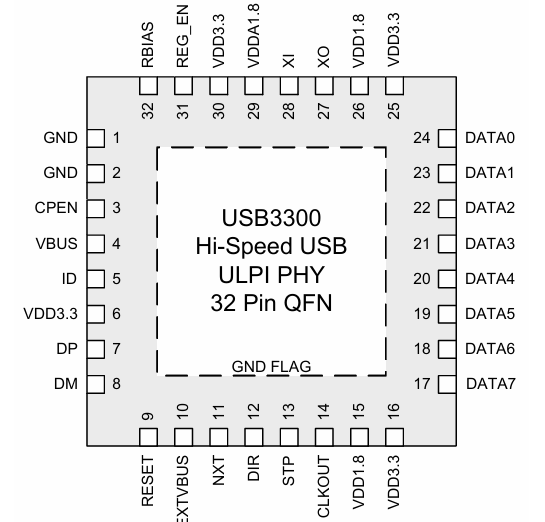 RBIAS
REG_EN
VDD3.3
VDDA1.8
XI
XO
VDD1.8
VDD3.3
32
31
30
29
28
27
26
25
GND 1
GND 2
CPEN 3
VBUS 4
ID 5
VDD3.3 6
DP 7
DM 8
USB3300
Hi-Speed USB
ULPI PHY
32 Pin QFN
GND FLAG
24 DATA0
23 DATA1
22 DATA2
21 DATA3
20 DATA4
19 DATA5
18 DATA6
17 DATA7
9
10
11
12
13
14
15
16
RESET
EXTVBUS
NXT
DIR
STP
CLKOUT
VDD1.8
VDD3.3